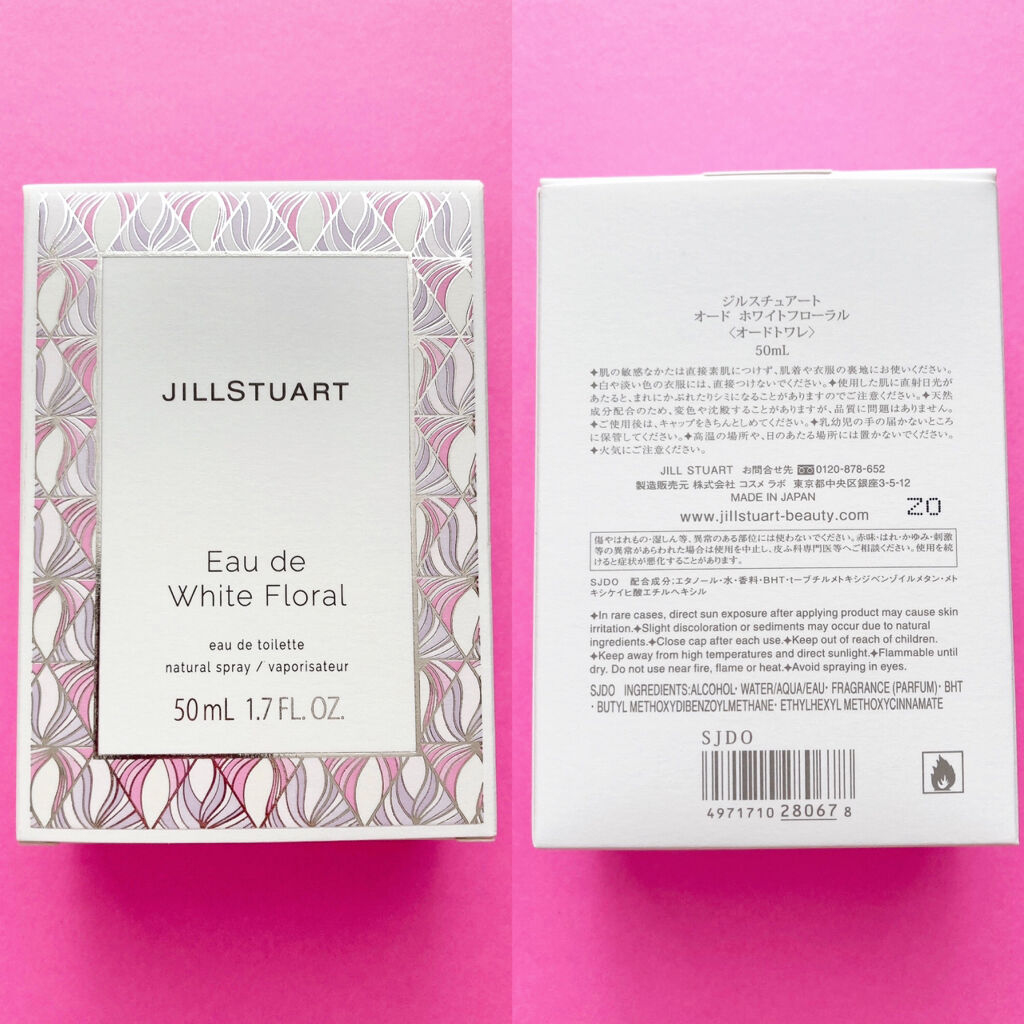 JILLSTUART
Eau de
White Floral
eau de toilette
natural spray / vaporisateur
50 mL 1.7 FL. OZ.
ジルスチュアート
オード ホワイトフローラル
〈オードトワレ〉
50mL
✦肌の敏感なかたは直接素肌につけず、肌着や衣服の裏地にお使いください。
✦白や淡い色の衣服には、直接つけないでください。✦使用した肌に直射日光が
あたると、まれにかぶれたりシミになることがありますのでご注意ください。✦天然
成分配合のため、変色や沈殿することがありますが、品質に問題はありません。
✦ご使用後は、キャップをきちんとしめてください。✦乳幼児の手の届かないところ
に保管してください。✦高温の場所や、日のあたる場所には置かないでください。
✦火気にご注意ください。
JILL STUART お問合せ先 0120-878-652
製造販売元 株式会社 コスメ ラボ 東京都中央区銀座3-5-12
MADE IN JAPAN
www.jillstuart-beauty.com
ZO
傷やはれもの・湿しん等、異常のある部位には使わないでください。赤味・はれ・かゆみ・刺激
等の異常があらわれた場合は使用を中止し、皮ふ科専門医等へご相談ください。使用を続
けると症状が悪化することがあります。
SJDO 配合成分:エタノール・水・香料・BHT・t-ブチルメトキシジベンゾイルメタン・メト
キシケイヒ酸エチルヘキシル
✦In rare cases, direct sun exposure after applying product may cause skin
irritation.✦Slight discoloration or sediments may occur due to natural
ingredients.✦Close cap after each use.✦Keep out of reach of children.
✦Keep away from high temperatures and direct sunlight.✦Flammable until
dry. Do not use near fire, flame or heat.✦Avoid spraying in eyes.
SJDO INGREDIENTS:ALCOHOL・WATER/AQUA/EAU・FRAGRANCE (PARFUM)・BHT
・BUTYL METHOXYDIBENZOYLMETHANE・ETHYLHEXYL METHOXYCINNAMATE
SJDO
4971710 28067 8